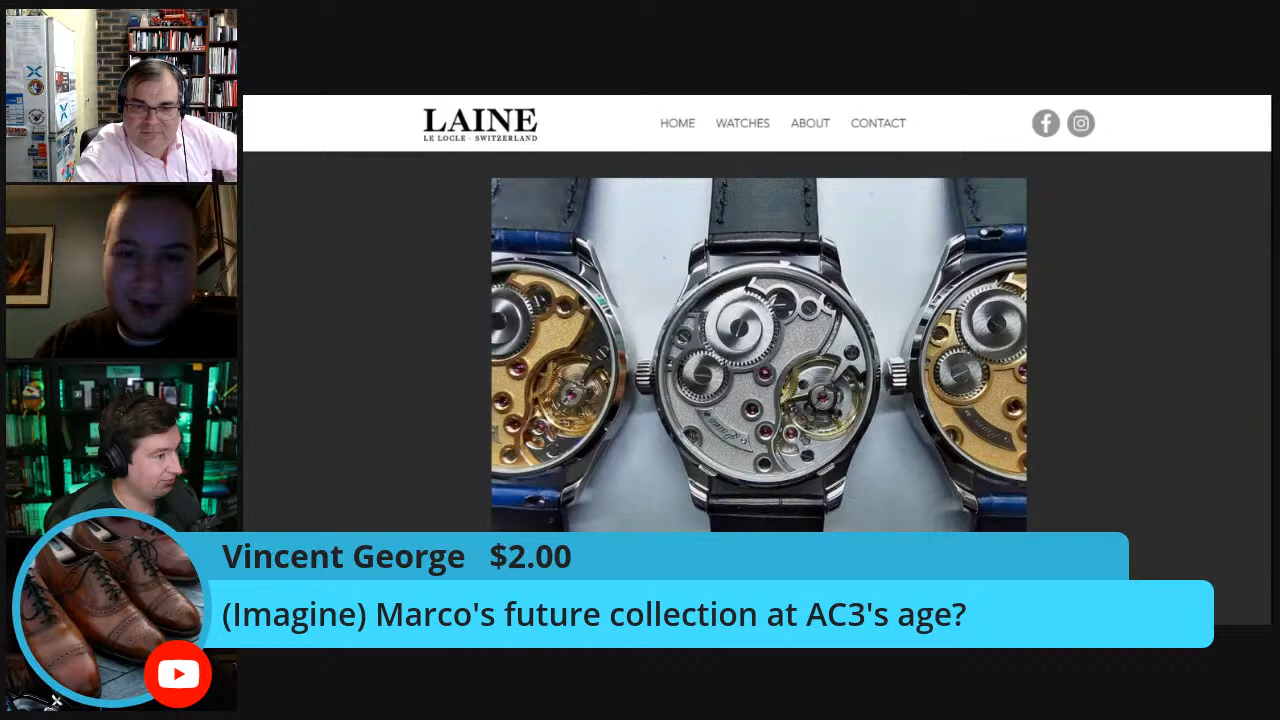 LAINE
LE LOCLE - SWITZERLAND
HOME WATCHES ABOUT CONTACT
Vincent George $2.00
(Imagine) Marco's future collection at AC3's age?